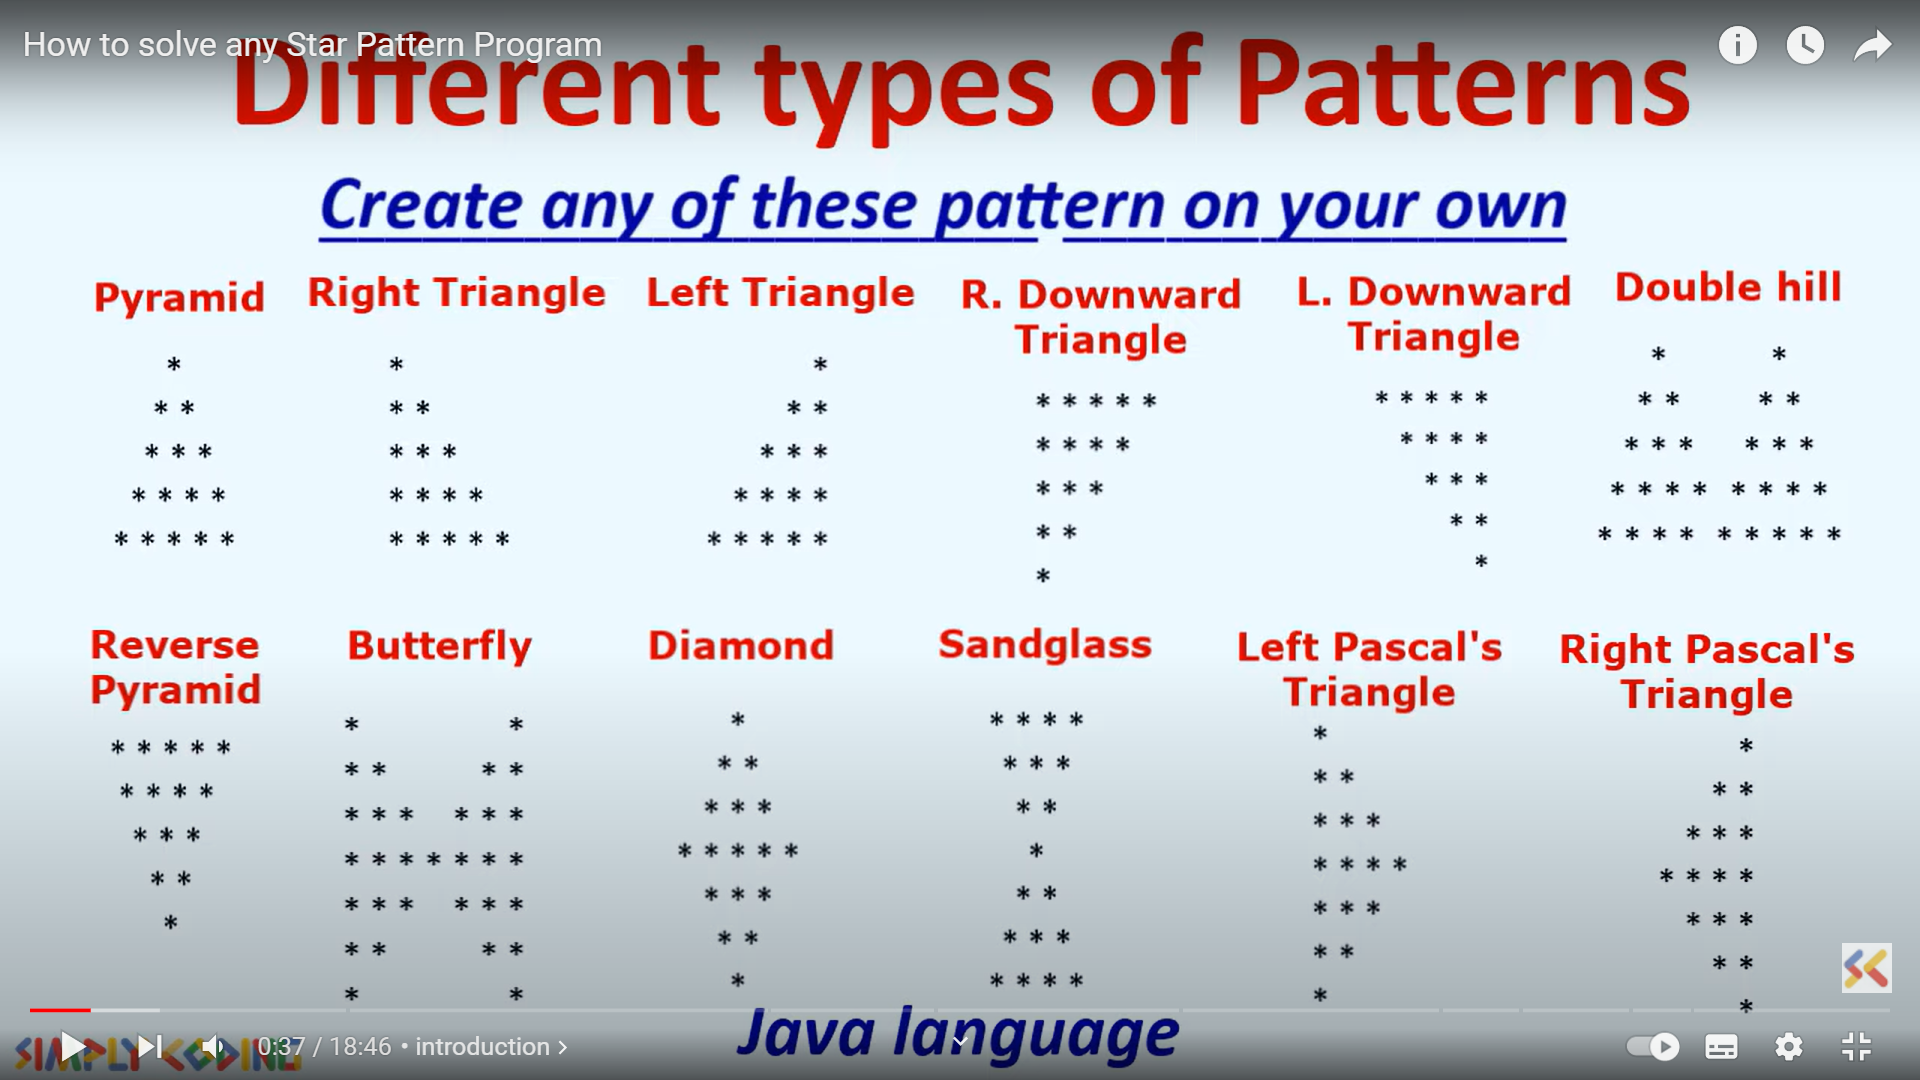 How to solve any Star Pattern Program
Different types of Patterns
Create any of these pattern on your own
Pyramid
*
* *
* * *
* * * *
* * * * *
Right Triangle
*
* *
* * *
* * * *
* * * * *
Left Triangle
*
* *
* * *
* * * *
* * * * *
R. Downward
Triangle
* * * * *
* * * *
* * *
* *
*
L. Downward
Triangle
* * * * *
* * * *
* * *
* *
*
Double hill
* *
* * * *
* * * * * *
* * * * * * * *
* * * * * * * * *
Reverse
Pyramid
* * * * *
* * * *
* * *
* *
*
Butterfly
* *
* * * *
* * * * * *
* * * * * * *
* * * * * *
* * * *
* *
Diamond
*
* *
* * *
* * * * *
* * *
* *
*
Sandglass
* * * *
* * *
* *
*
* *
* * *
* * * *
Left Pascal's
Triangle
*
* *
* * *
* * * *
* * *
* *
*
Right Pascal's
Triangle
*
* *
* * *
* * * *
* * *
* *
*
Java language
SIMPLY CODING
0:37 / 18:46 • introduction >